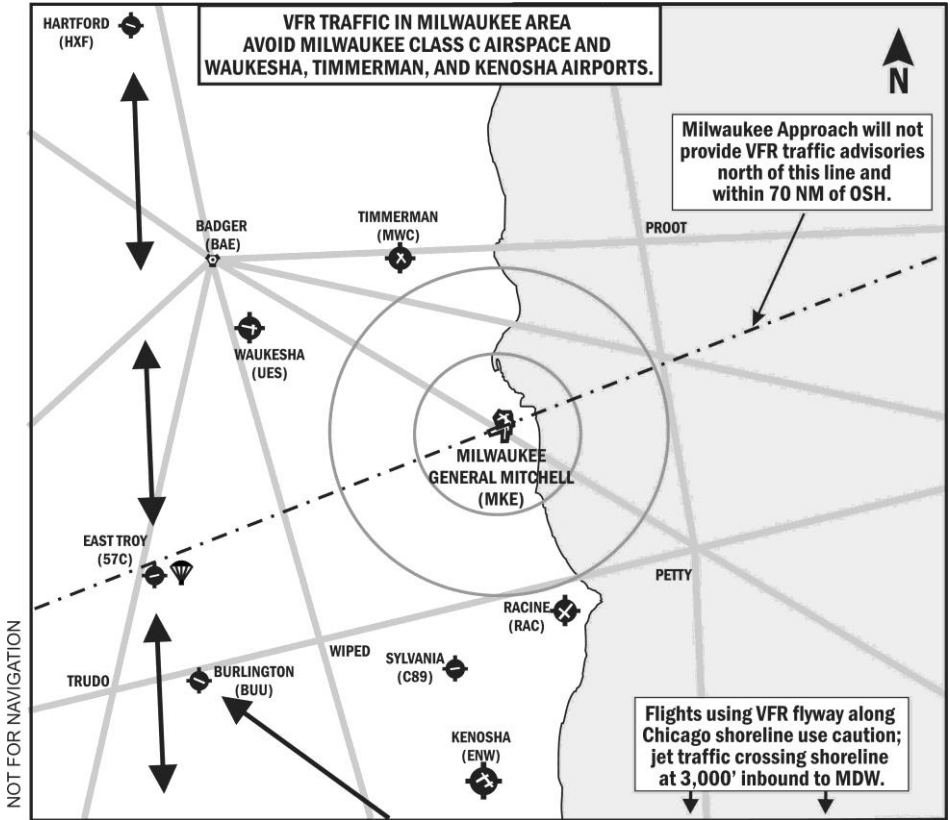 VFR TRAFFIC IN MILWAUKEE AREA
AVOID MILWAUKEE CLASS C AIRSPACE AND
WAUKESHA, TIMMERMAN, AND KENOSHA AIRPORTS.
HARTFORD
(HXF)
N
Milwaukee Approach will not
provide VFR traffic advisories
north of this line and
within 70 NM of OSH.
BADGER
(BAE)
TIMMERMAN
(MWC)
PROOT
WAUKESHA
(UES)
MILWAUKEE
GENERAL MITCHELL
(MKE)
EAST TROY
(57C)
PETTY
RACINE
(RAC)
WIPED
SYLVANIA
(C89)
TRUDO
BURLINGTON
(BUU)
KENOSHA
(ENW)
Flights using VFR flyway along
Chicago shoreline use caution;
jet traffic crossing shoreline
at 3,000' inbound to MDW.
NOT FOR NAVIGATION